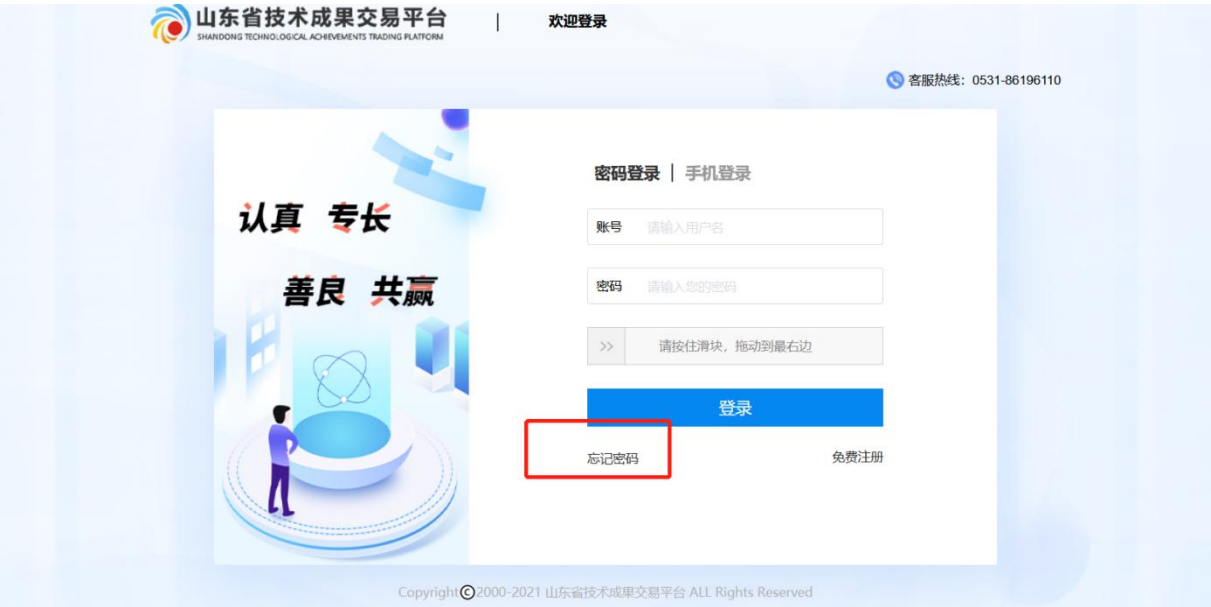 山东省技术成果交易平台
SHANDONG TECHNOLOGICAL ACHIEVEMENTS TRADING PLATFORM
欢迎登录
客服热线：0531-86196110
认真 专长
善良 共赢
密码登录 | 手机登录
账号 请输入用户名
密码 请输入您的密码
>> 请按住滑块，拖动到最右边
登录
忘记密码 免费注册
Copyright©2000-2021 山东省技术成果交易平台 ALL Rights Reserved